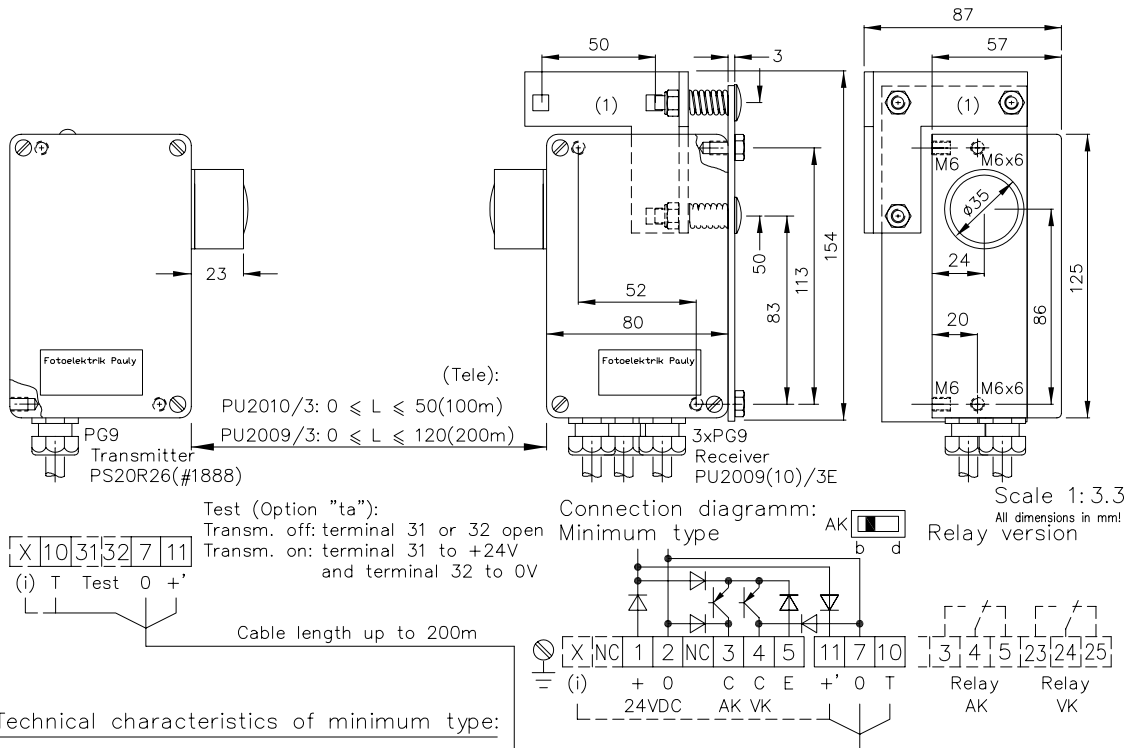 87
50
3
57
(1)
(1)
M6
M6x6
ø35
23
52
80
50
83
113
154
24
20
86
125
Fotoelektrik Pauly
Fotoelektrik Pauly
M6
M6x6
(Tele):
PU2010/3: 0 ⩽ L ⩽ 50(100m)
PU2009/3: 0 ⩽ L ⩽ 120(200m)
PG9
Transmitter
PS20R26(#1888)
3xPG9
Receiver
PU2009(10)/3E
Scale 1:3.3
All dimensions in mm!
Test (Option "ta"):
Transm. off: terminal 31 or 32 open
Transm. on: terminal 31 to +24V
and terminal 32 to 0V
Connection diagramm:
Minimum type
AK
b d
Relay version
X 10 31 32 7 11
(i) T Test 0 +'
Cable length up to 200m
X NC 1 2 NC 3 4 5 11 7 10
(i) + 0 C C E +' 0 T
24VDC AK VK
3 4 5 23 24 25
Relay Relay
AK VK
Technical characteristics of minimum type: